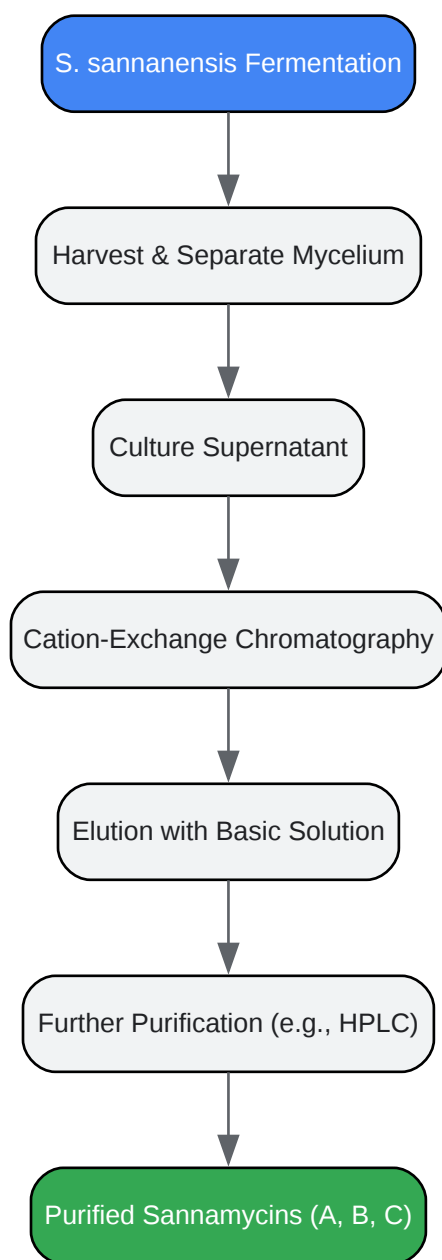 S. sannanensis Fermentation
Harvest & Separate Mycelium
Culture Supernatant
Cation-Exchange Chromatography
Elution with Basic Solution
Further Purification (e.g., HPLC)
Purified Sannamycins (A, B, C)